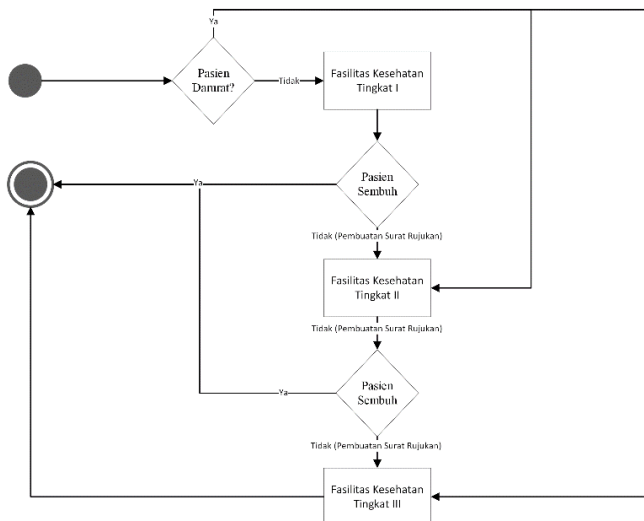 Ya
Pasien
Darurat?
Tidak
Fasilitas Kesehatan
Tingkat I
Pasien
Sembuh
Ya
Tidak (Pembuatan Surat Rujukan)
Fasilitas Kesehatan
Tingkat II
Tidak (Pembuatan Surat Rujukan)
Pasien
Sembuh
Ya
Tidak (Pembuatan Surat Rujukan)
Fasilitas Kesehatan
Tingkat III